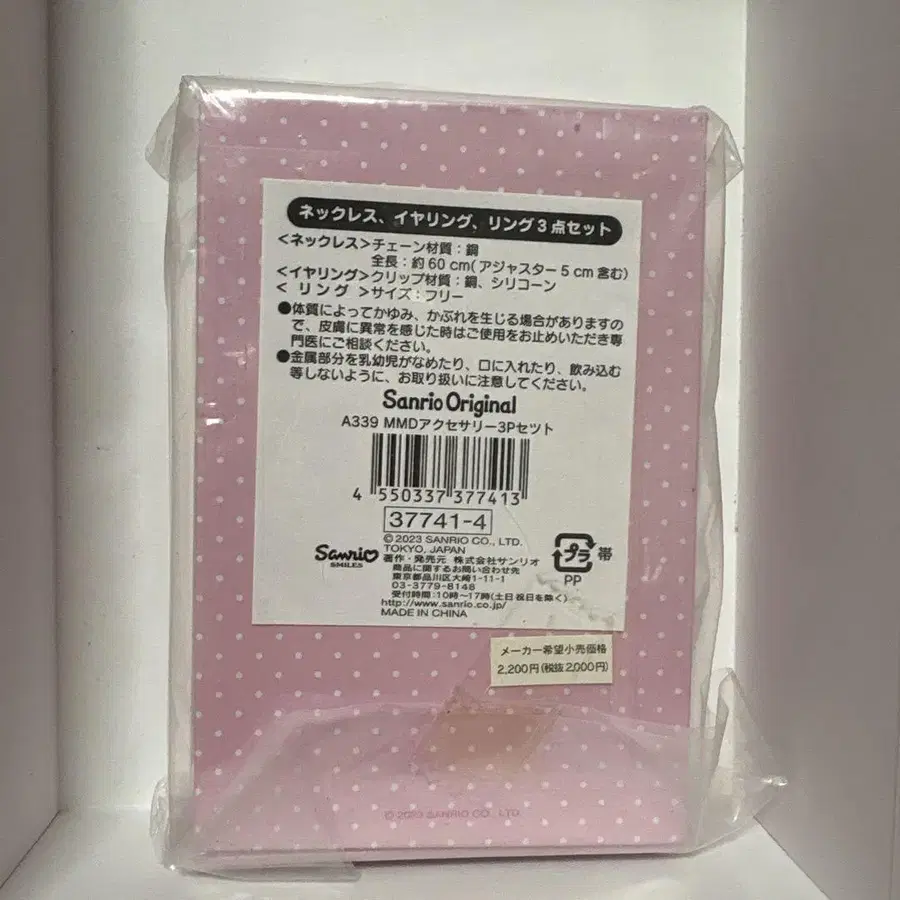 ネックレス、イヤリング、リング3点セット
<ネックレス>チェーン材質：鋼
全長：約60cm(アジャスター5cm含む)
<イヤリング>クリップ材質：鋼、シリコーン
< リング >サイズ：フリー
●体質によってかゆみ、かぶれを生じる場合がありますの
で、皮膚に異常を感じた時はご使用をお止めいただき専
門医にご相談ください。
●金属部分を乳幼児がなめたり、口に入れたり、飲み込む
等しないように、お取り扱いに注意してください。
Sanrio Original
A339 MMDアクセサリー3Pセット
4 550337 377413
37741-4
© 2023 SANRIO CO., LTD.
TOKYO, JAPAN
Sanrio
SMILES
著作・発売元 株式会社サンリオ
商品に関するお問い合わせ先
東京都品川区大崎1-11-1
03-3779-8148
受付時間：10時～17時(土日祝日を除く)
http://www.sanrio.co.jp/
MADE IN CHINA
プラ 帯
PP
メーカー希望小売価格
2,200円(税抜2,000円)
© 2023 SANRIO CO., LTD.